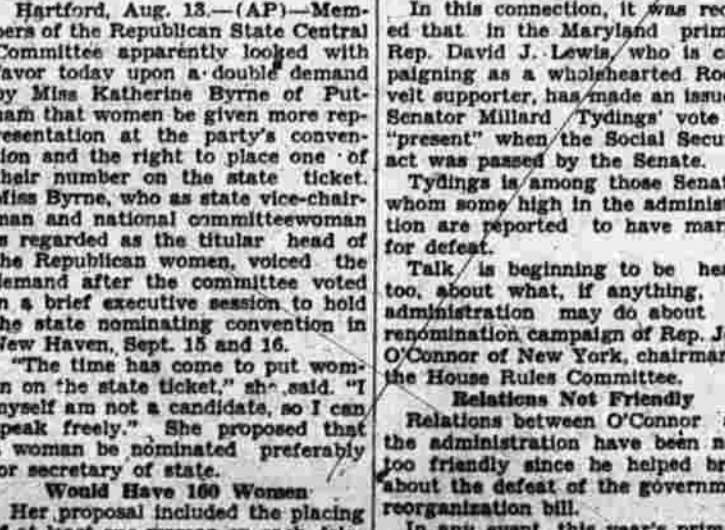 Hartford, Aug. 13.—(AP)—Mem-
bers of the Republican State Central
Committee apparently looked with
favor today upon a double demand
by Miss Katherine Byrne of Put-
nam that women be given more rep-
resentation at the party's conven-
tion and the right to place one of
their number on the state ticket.
Miss Byrne, who as state vice-chair-
man and national committeewoman
is regarded as the titular head of
the Republican women, voiced the
demand after the committee voted
in a brief executive session to hold
the state nominating convention in
New Haven, Sept. 15 and 16.
"The time has come to put wom-
en on the state ticket," she said. "I
myself am not a candidate, so I can
speak freely." She proposed that
a woman be nominated preferably
for secretary of state.
Would Have 160 Women
Her proposal included the placing
In this connection, it was rec
ed that in the Maryland prim
Rep. David J. Lewis, who is c
paigning as a wholehearted Roo
velt supporter, has made an issue
Senator Millard Tydings' vote
"present" when the Social Secu
act was passed by the Senate.
Tydings is among those Senat
whom some high in the administ
tion are reported to have mar
for defeat.
Talk is beginning to be hea
too, about what, if anything,
administration may do about
renomination campaign of Rep. J
O'Connor of New York, chairma
the House Rules Committee.
Relations Not Friendly
Relations between O'Connor
the administration have been n
too friendly since he helped b
about the defeat of the governm
reorganization bill.